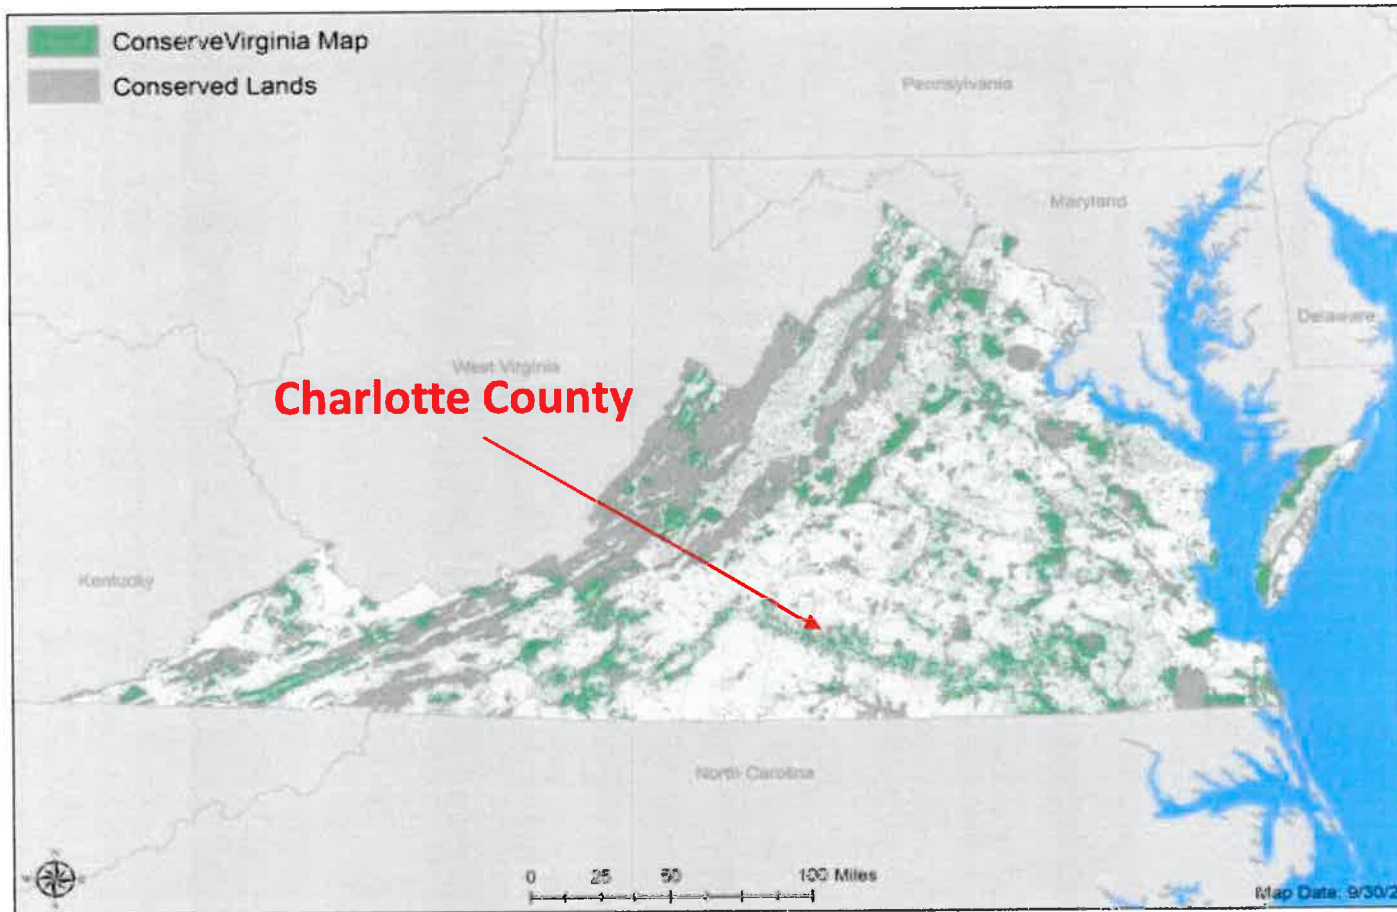 ConserveVirginia Map
Conserved Lands
Pennsylvania
Maryland
Delaware
West Virginia
Charlotte County
Kentucky
North Carolina
0 25 50 100 Miles
Map Date: 9/30/2